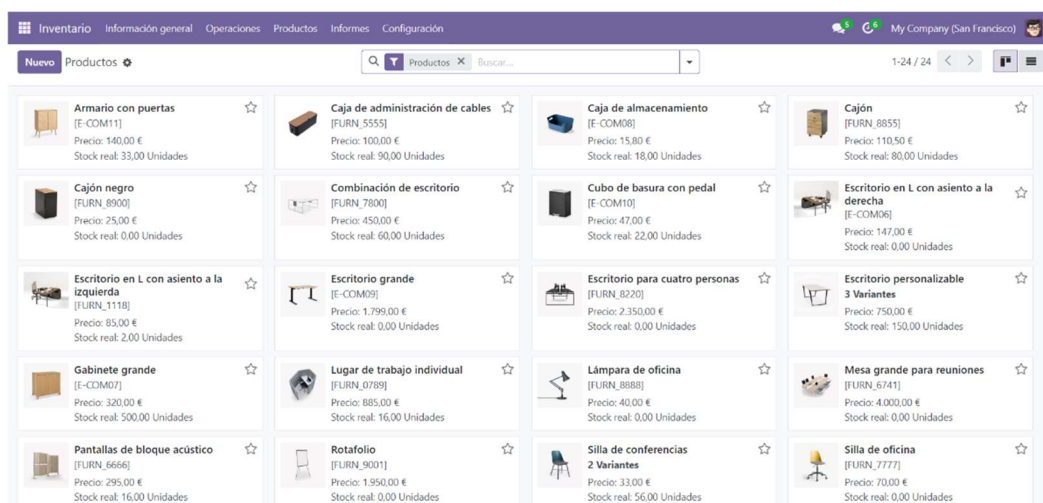 Inventario Información general Operaciones Productos Informes Configuración 5 6 My Company (San Francisco)
Nuevo Productos Productos × Buscar... 1-24 / 24
Armario con puertas
[E-COM11]
Precio: 140,00 €
Stock real: 33,00 Unidades
Caja de administración de cables
[FURN_5555]
Precio: 100,00 €
Stock real: 90,00 Unidades
Caja de almacenamiento
[E-COM08]
Precio: 15,80 €
Stock real: 18,00 Unidades
Cajón
[FURN_8855]
Precio: 110,50 €
Stock real: 80,00 Unidades
Cajón negro
[FURN_8900]
Precio: 25,00 €
Stock real: 0,00 Unidades
Combinación de escritorio
[FURN_7800]
Precio: 450,00 €
Stock real: 60,00 Unidades
Cubo de basura con pedal
[E-COM10]
Precio: 47,00 €
Stock real: 22,00 Unidades
Escritorio en L con asiento a la
derecha
[E-COM06]
Precio: 147,00 €
Stock real: 0,00 Unidades
Escritorio en L con asiento a la
izquierda
[FURN_1118]
Precio: 85,00 €
Stock real: 2,00 Unidades
Escritorio grande
[E-COM09]
Precio: 1.799,00 €
Stock real: 0,00 Unidades
Escritorio para cuatro personas
[FURN_8220]
Precio: 2.350,00 €
Stock real: 0,00 Unidades
Escritorio personalizable
3 Variantes
Precio: 750,00 €
Stock real: 150,00 Unidades
Gabinete grande
[E-COM07]
Precio: 320,00 €
Stock real: 500,00 Unidades
Lugar de trabajo individual
[FURN_0789]
Precio: 885,00 €
Stock real: 16,00 Unidades
Lámpara de oficina
[FURN_8888]
Precio: 40,00 €
Stock real: 0,00 Unidades
Mesa grande para reuniones
[FURN_6741]
Precio: 4.000,00 €
Stock real: 0,00 Unidades
Pantallas de bloque acústico
[FURN_6666]
Precio: 295,00 €
Stock real: 16,00 Unidades
Rotafolio
[FURN_9001]
Precio: 1.950,00 €
Stock real: 0,00 Unidades
Silla de conferencias
2 Variantes
Precio: 33,00 €
Stock real: 56,00 Unidades
Silla de oficina
[FURN_7777]
Precio: 70,00 €
Stock real: 0,00 Unidades